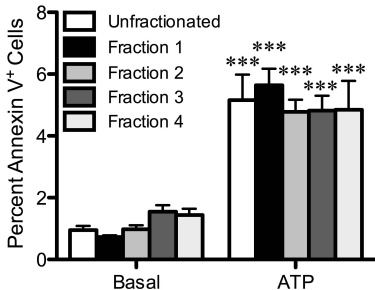 8
6
4
2
0
Percent Annexin V⁺ Cells
Unfractionated
Fraction 1
Fraction 2
Fraction 3
Fraction 4
*** *** *** *** ***
Basal ATP